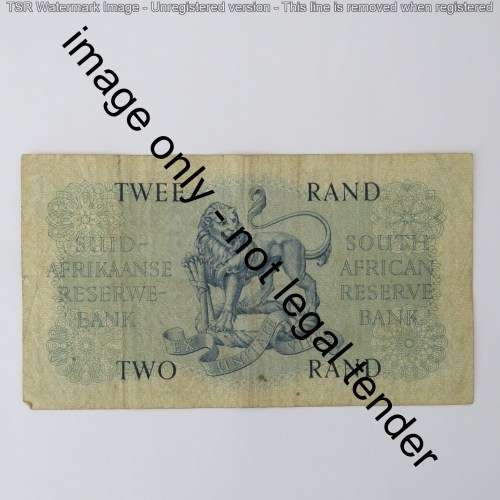 TSR Watermark Image - Unregistered version - This line is removed when registered
image only - not legal tender
TWEE RAND
SUID-
AFRIKAANSE
RESERWE-
BANK
SOUTH
AFRICAN
RESERVE
BANK
TWO RAND